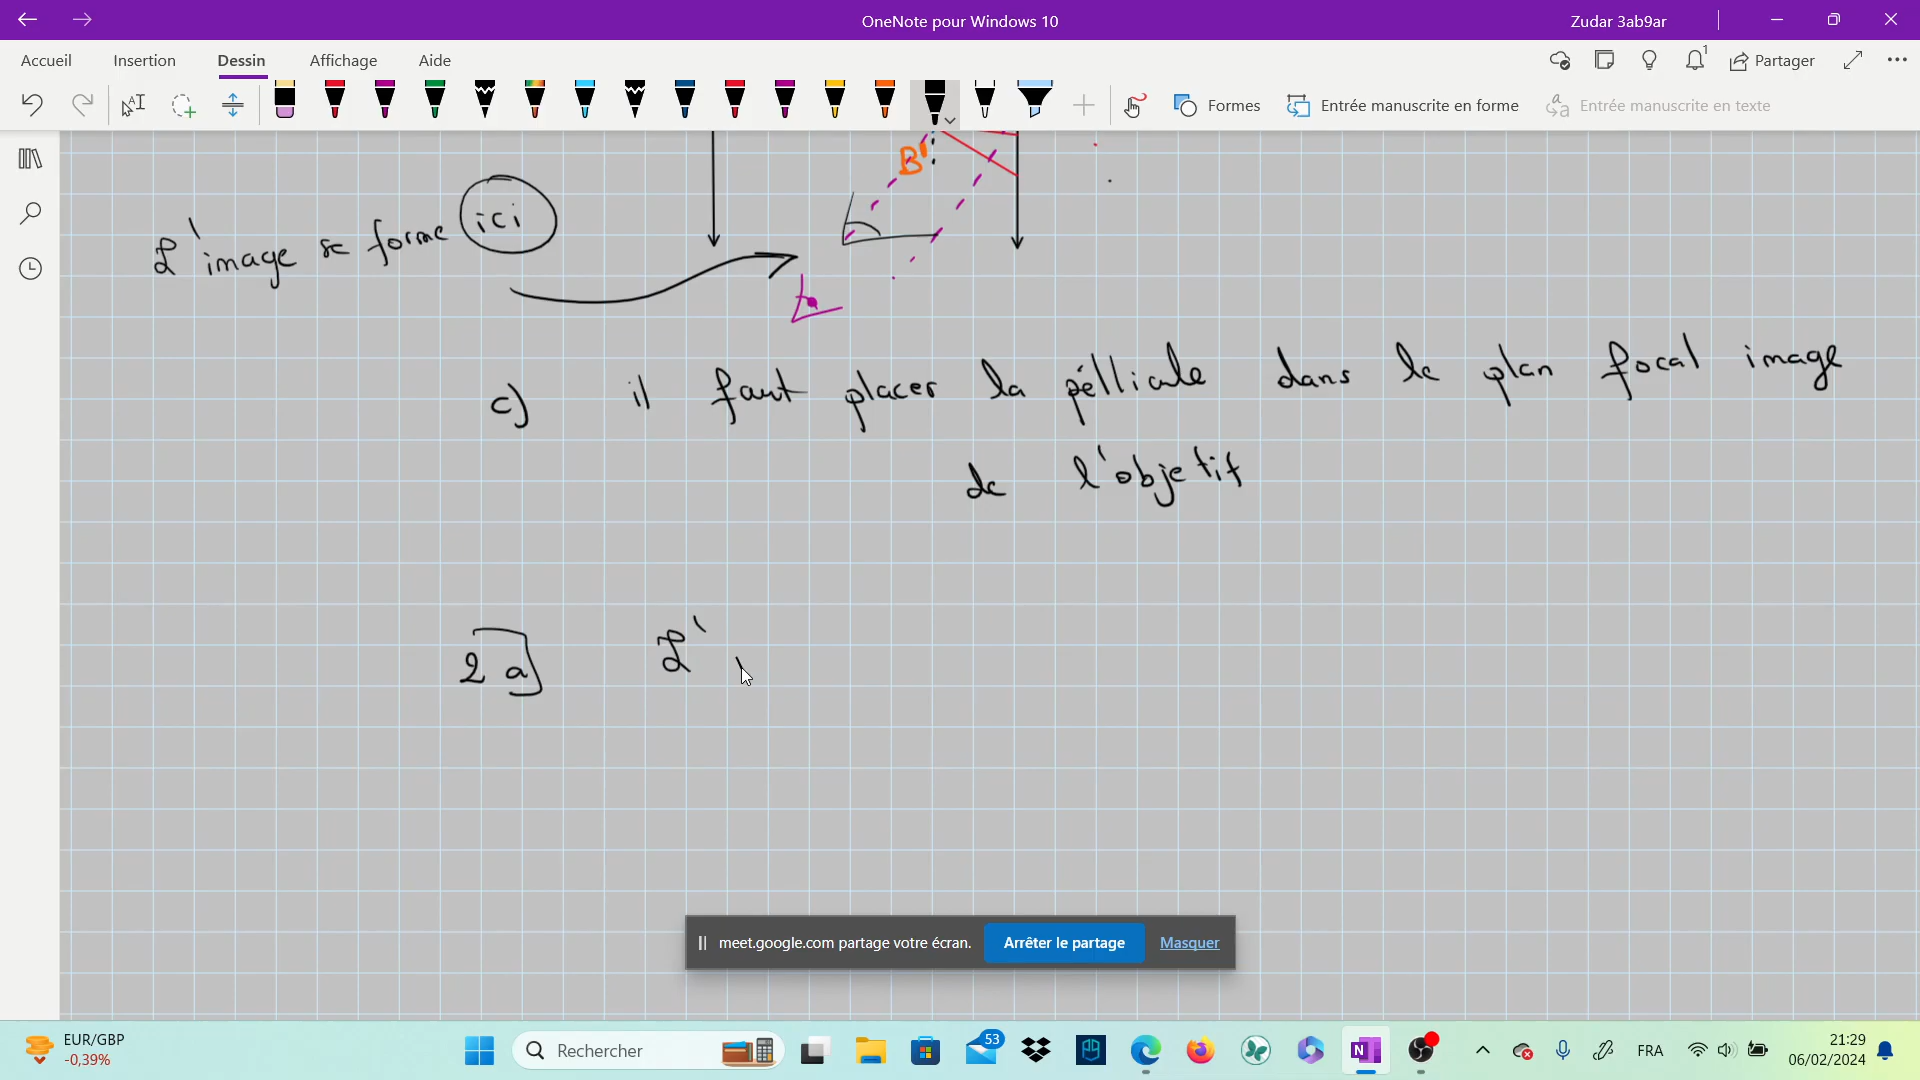 OneNote pour Windows 10
Zudar 3ab9ar
Accueil Insertion Dessin Affichage Aide
1
Partager
Formes
Entrée manuscrite en forme
Entrée manuscrite en texte
B'
L'image se forme ici
c) il faut placer la pélliculе dans le plan focal image
de l'objetif
2 a) L'
meet.google.com partage votre écran. Arrêter le partage Masquer
EUR/GBP
-0,39%
Rechercher
53
FRA
21:29
06/02/2024